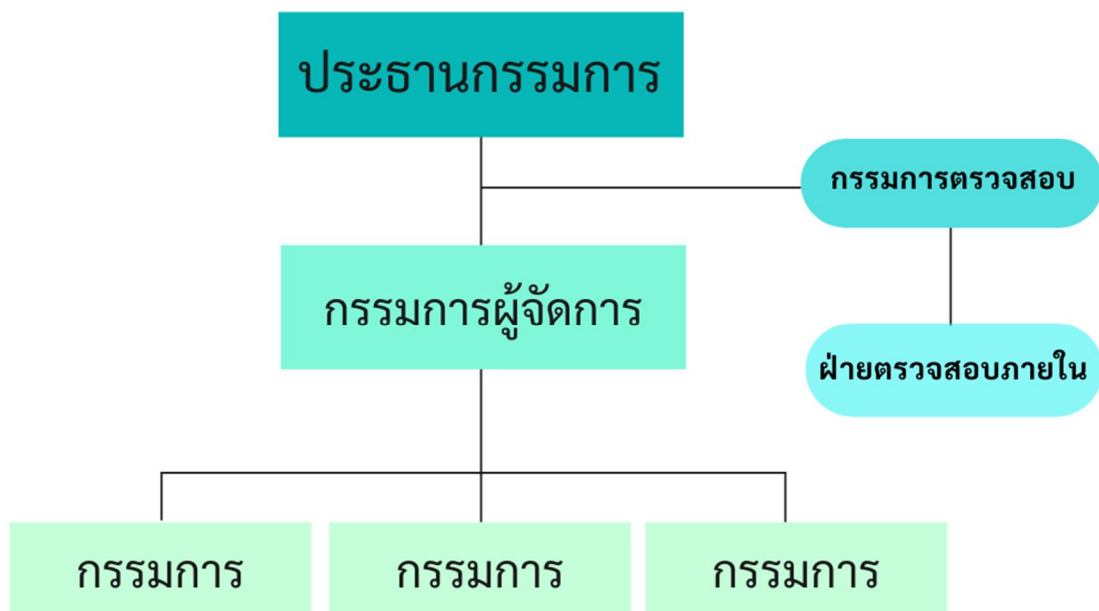 ประธานกรรมการ
กรรมการตรวจสอบ
กรรมการผู้จัดการ
ฝ่ายตรวจสอบภายใน
กรรมการ
กรรมการ
กรรมการ